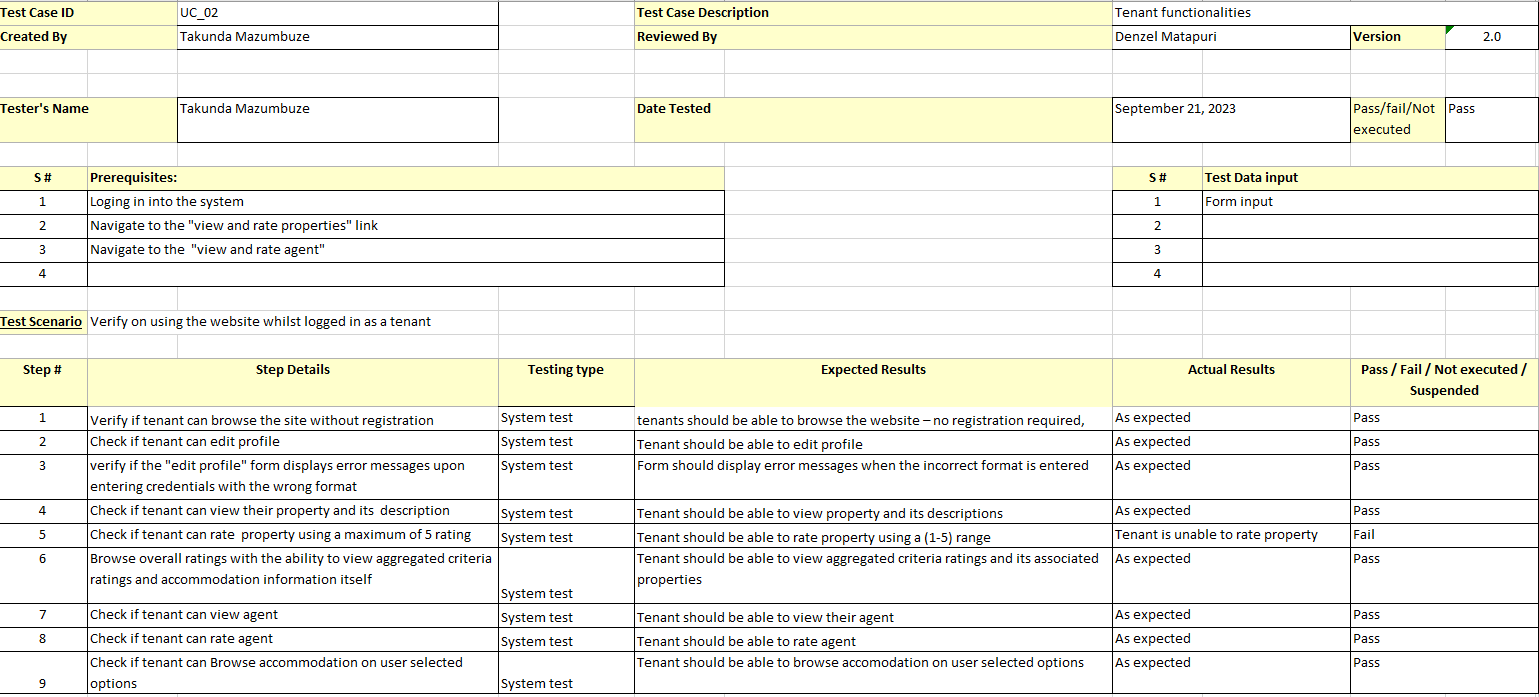 Test Case ID UC_02 Test Case Description Tenant functionalities
Created By Takunda Mazumbuze Reviewed By Denzel Matapuri Version 2.0
Tester's Name Takunda Mazumbuze Date Tested September 21, 2023 Pass/fail/Not Pass
executed
S # Prerequisites: S # Test Data input
1 Loging in into the system 1 Form input
2 Navigate to the "view and rate properties" link 2
3 Navigate to the "view and rate agent" 3
4 4
Test Scenario Verify on using the website whilst logged in as a tenant
Step # Step Details Testing type Expected Results Actual Results Pass / Fail / Not executed /
Suspended
1 Verify if tenant can browse the site without registration System test tenants should be able to browse the website – no registration required, As expected Pass
2 Check if tenant can edit profile System test Tenant should be able to edit profile As expected Pass
3 verify if the "edit profile" form displays error messages upon System test Form should display error messages when the incorrect format is entered As expected Pass
entering credentials with the wrong format
4 Check if tenant can view their property and its description System test Tenant should be able to view property and its descriptions As expected Pass
5 Check if tenant can rate property using a maximum of 5 rating System test Tenant should be able to rate property using a (1-5) range Tenant is unable to rate property Fail
6 Browse overall ratings with the ability to view aggregated criteria Tenant should be able to view aggregated criteria ratings and its associated As expected Pass
ratings and accommodation information itself properties
System test
7 Check if tenant can view agent System test Tenant should be able to view their agent As expected Pass
8 Check if tenant can rate agent System test Tenant should be able to rate agent As expected Pass
Check if tenant can Browse accommodation on user selected Tenant should be able to browse accomodation on user selected options As expected Pass
9 options System test